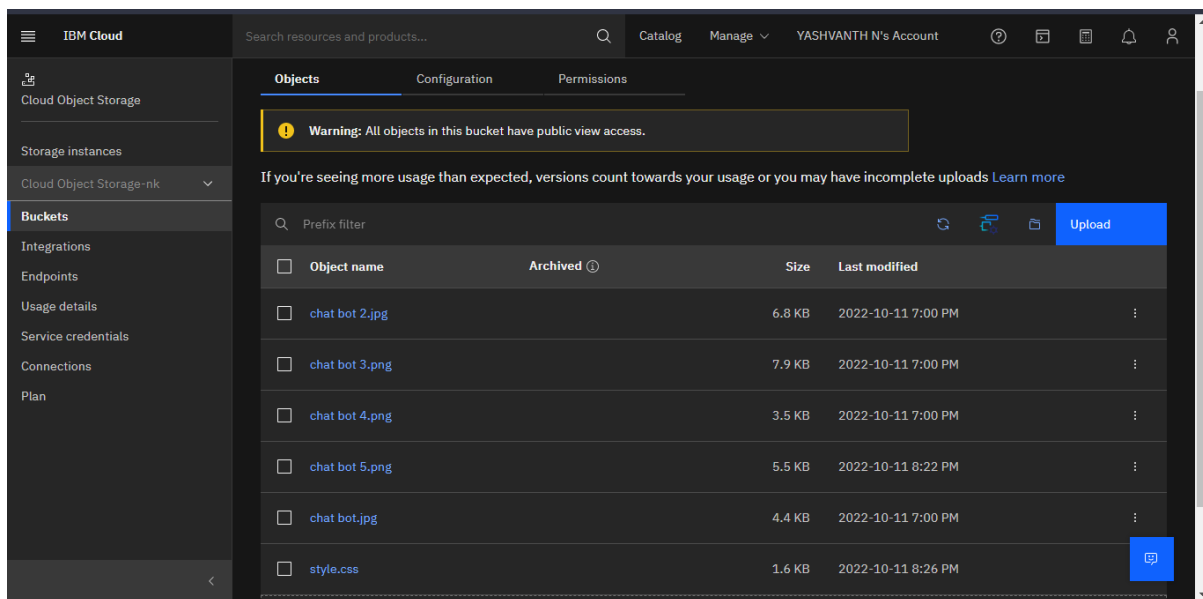 IBM Cloud
Search resources and products...
Catalog
Manage
YASHVANTH N's Account
Cloud Object Storage
Storage instances
Cloud Object Storage-nk
Buckets
Integrations
Endpoints
Usage details
Service credentials
Connections
Plan
Objects
Configuration
Permissions
Warning: All objects in this bucket have public view access.
If you're seeing more usage than expected, versions count towards your usage or you may have incomplete uploads Learn more
Prefix filter
Upload
Object name Archived Size Last modified
chat bot 2.jpg 6.8 KB 2022-10-11 7:00 PM
chat bot 3.png 7.9 KB 2022-10-11 7:00 PM
chat bot 4.png 3.5 KB 2022-10-11 7:00 PM
chat bot 5.png 5.5 KB 2022-10-11 8:22 PM
chat bot.jpg 4.4 KB 2022-10-11 7:00 PM
style.css 1.6 KB 2022-10-11 8:26 PM